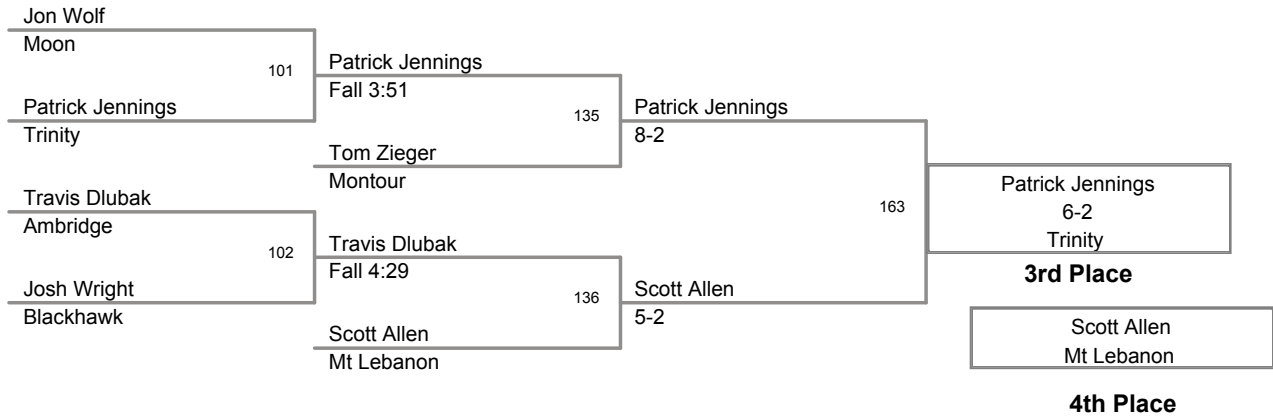 Jon Wolf
Moon
101
Patrick Jennings
Fall 3:51
Patrick Jennings
Trinity
135
Patrick Jennings
8-2
Tom Zieger
Montour
Travis Dlubak
Ambridge
102
Travis Dlubak
Fall 4:29
Josh Wright
Blackhawk
136
Scott Allen
5-2
Scott Allen
Mt Lebanon
163
Patrick Jennings
6-2
Trinity
3rd Place
Scott Allen
Mt Lebanon
4th Place